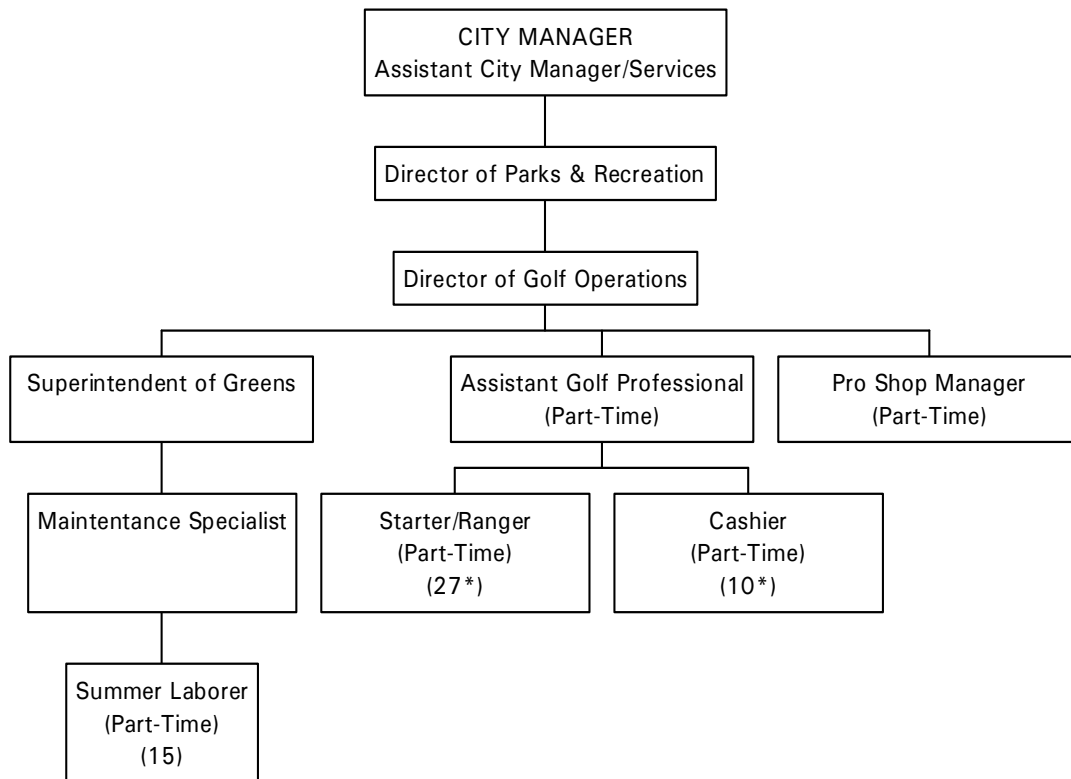 CITY MANAGER
Assistant City Manager/Services
Director of Parks & Recreation
Director of Golf Operations
Superintendent of Greens
Assistant Golf Professional
(Part-Time)
Pro Shop Manager
(Part-Time)
Maintentance Specialist
Starter/Ranger
(Part-Time)
(27*)
Cashier
(Part-Time)
(10*)
Summer Laborer
(Part-Time)
(15)